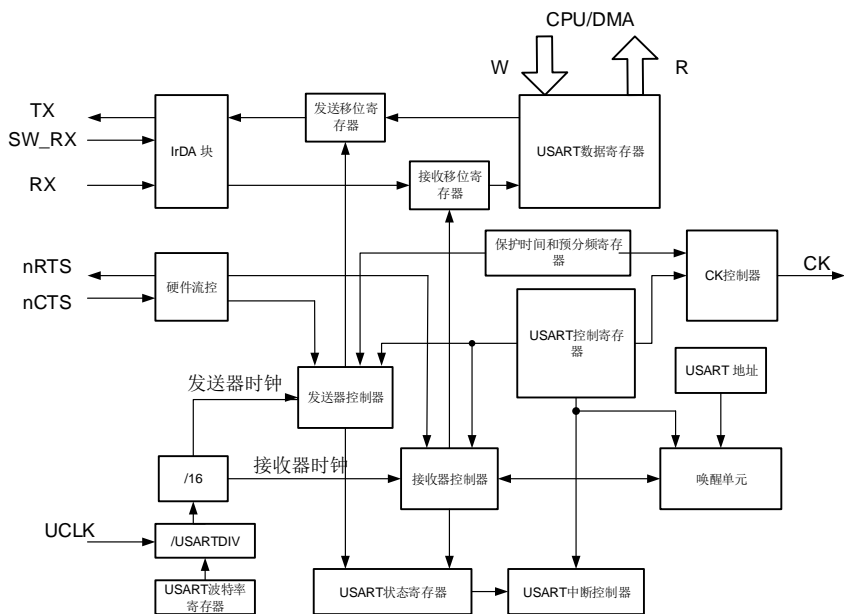 CPU/DMA
W
R
TX
SW_RX
RX
IrDA 块
发送移位寄
存器
接收移位寄
存器
USART数据寄存器
保护时间和预分频寄存
器
CK控制器
CK
nRTS
nCTS
硬件流控
USART控制寄存
器
USART 地址
发送器时钟
发送器控制器
/16
接收器时钟
接收器控制器
唤醒单元
UCLK
/USARTDIV
USART波特率
寄存器
USART状态寄存器
USART中断控制器